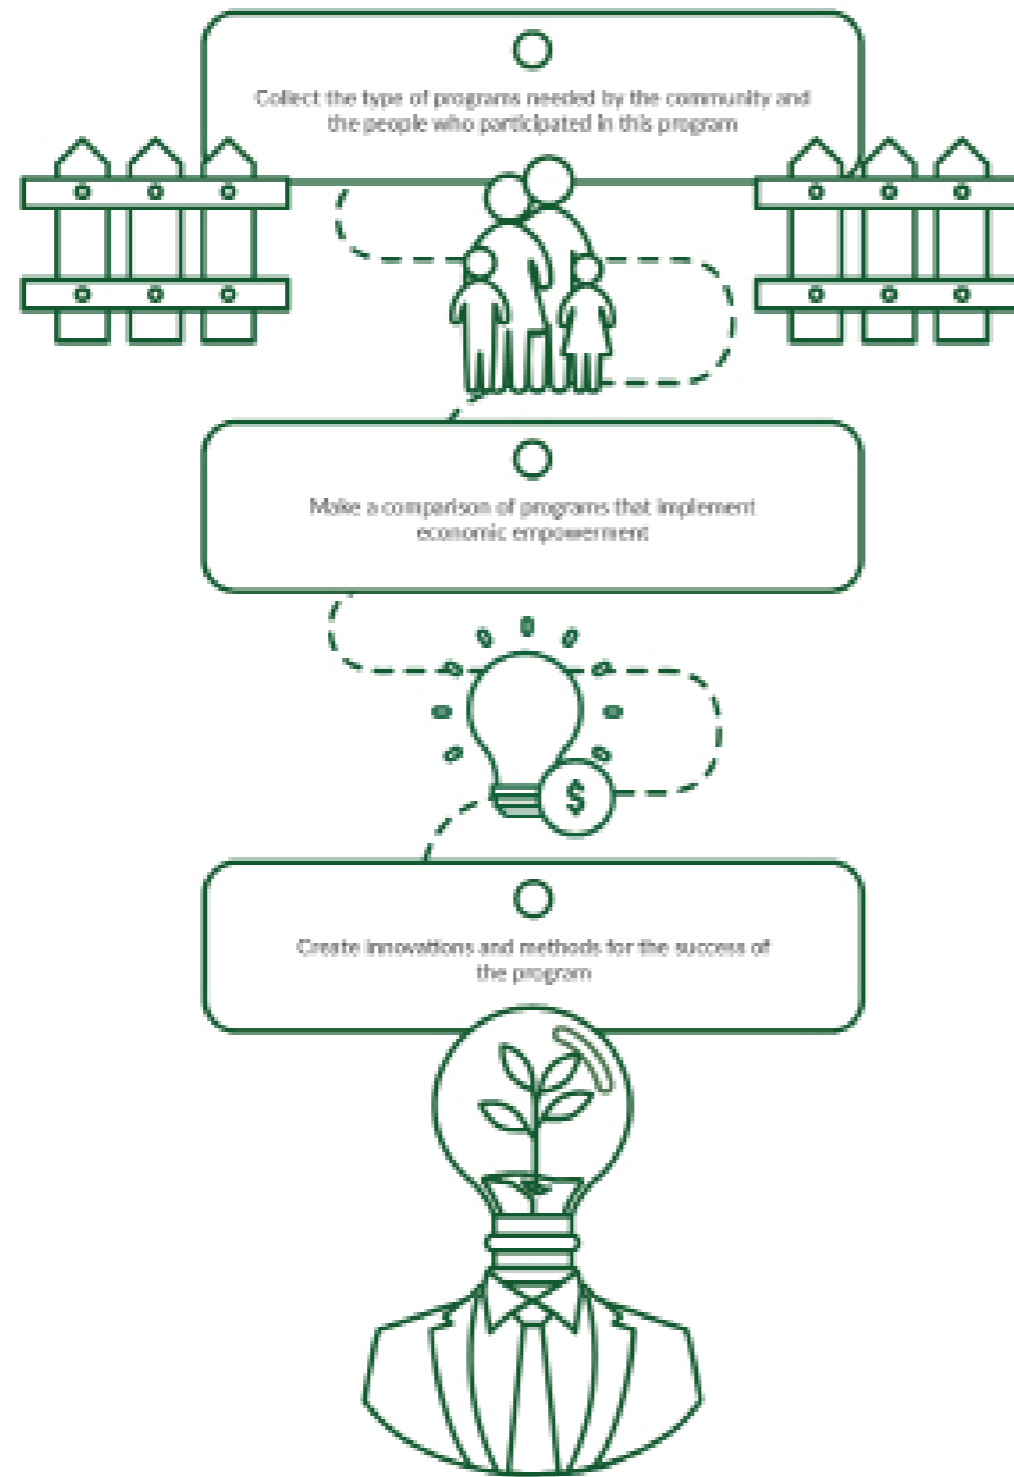 Collect the type of programs needed by the community and
the people who participated in this program
Make a comparison of programs that implement
economic empowerment
$
Create innovations and methods for the success of
the program